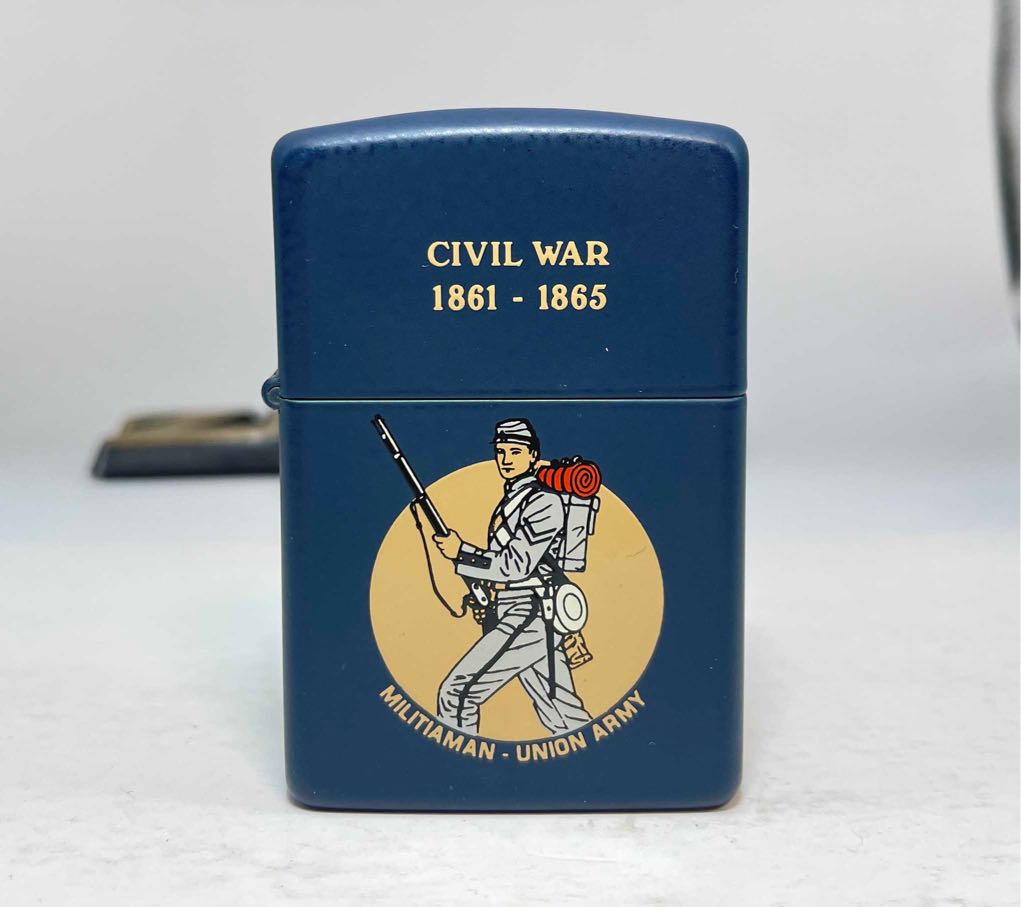 CIVIL WAR
1861 - 1865
MILITIAMAN - UNION ARMY